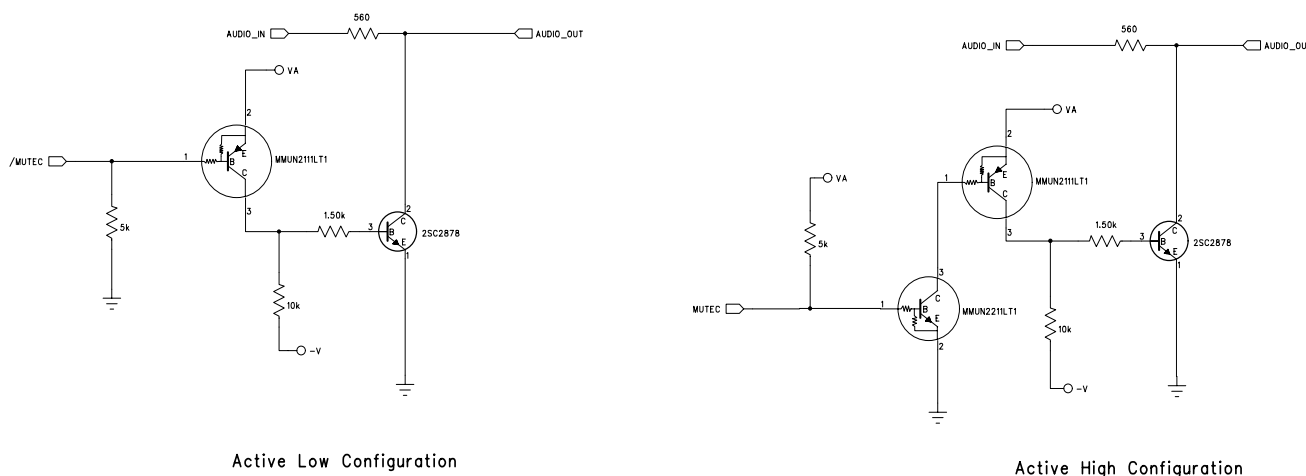 560
AUDIO_IN
AUDIO_OUT
VA
2
/MUTEC
1
B
E
C
MMUN2111LT1
3
5k
1.50k
3
B
C
E
2
1
2SC2878
10k
-V
Active Low Configuration
560
AUDIO_IN
AUDIO_OU
VA
2
VA
1
B
E
C
MMUN2111LT1
3
5k
1.50k
3
B
C
E
2
1
2SC2878
3
MUTEC
1
B
C
E
MMUN2211LT1
2
10k
-V
Active High Configuration